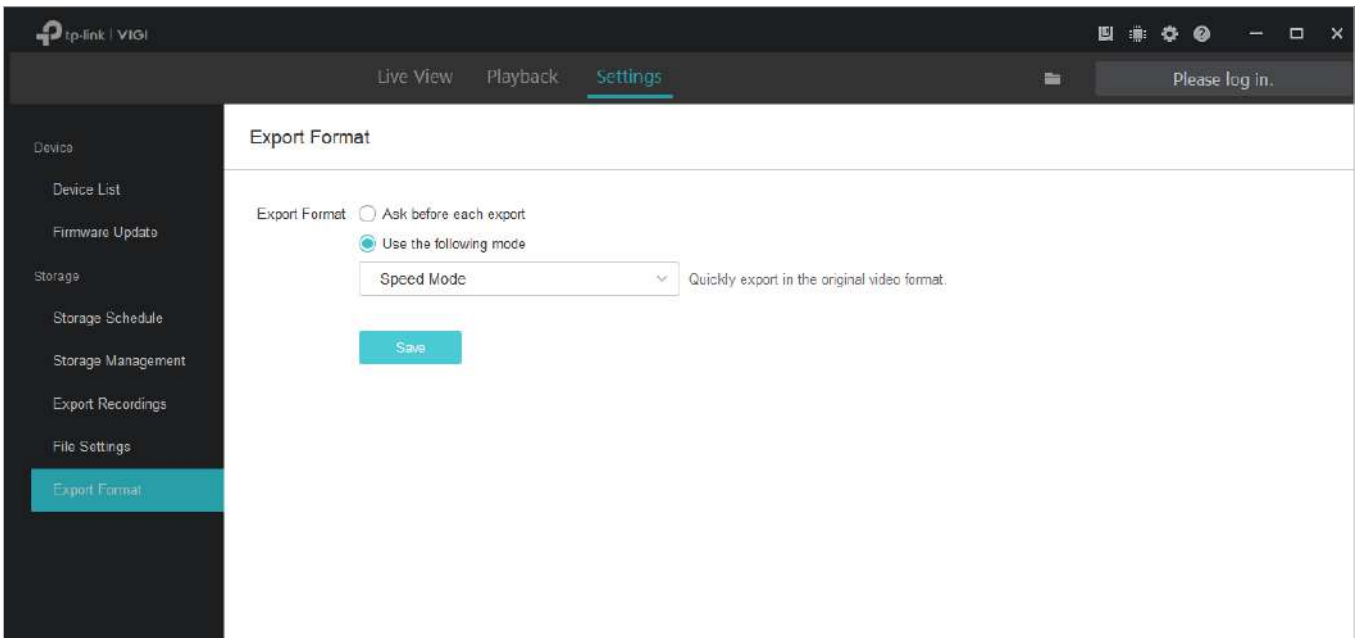 tp-link | VIGI
Live View Playback Settings Please log in.
Device
Device List
Firmware Update
Storage
Storage Schedule
Storage Management
Export Recordings
File Settings
Export Format
Export Format
Export Format Ask before each export
Use the following mode
Speed Mode Quickly export in the original video format.
Save